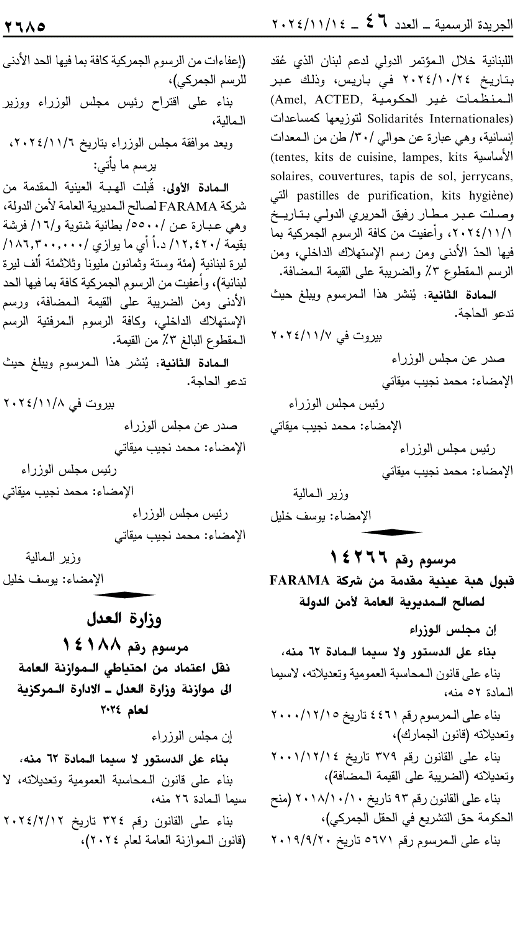 الجريدة الرسمية ــ العدد ٤٦ ــ ٢٠٢٤/١١/١٤
٢٦٨٥
اللبنانية خلال المؤتمر الدولي لدعم لبنان الذي عُقد
بتاريخ ٢٠٢٤/١٠/٢٤ في باريس، وذلك عبر
المنظمات غير الحكومية (Amel, ACTED,
Solidarités Internationales) لتوزيعها كمساعدات
إنسانية، وهي عبارة عن حوالي /٣٠/ طن من المعدات
الأساسية (tentes, kits de cuisine, lampes, kits
solaires, couvertures, tapis de sol, jerrycans,
pastilles de purification, kits hygiène) التي
وصلت عبر مطار رفيق الحريري الدولي بتاريخ
٢٠٢٤/١١/١، وأعفيت من كافة الرسوم الجمركية بما
فيها الحدّ الأدنى ومن رسم الإستهلاك الداخلي، ومن
الرسم المقطوع ٣٪ والضريبة على القيمة المضافة.
المادة الثانية: يُنشر هذا المرسوم ويبلغ حيث
تدعو الحاجة.
بيروت في ٢٠٢٤/١١/٧
صدر عن مجلس الوزراء
الإمضاء: محمد نجيب ميقاتي
رئيس مجلس الوزراء
الإمضاء: محمد نجيب ميقاتي
رئيس مجلس الوزراء
الإمضاء: محمد نجيب ميقاتي
وزير المالية
الإمضاء: يوسف خليل
مرسوم رقم ١٤٢٦٦
قبول هبة عينية مقدمة من شركة FARAMA
لصالح المديرية العامة لأمن الدولة
إن مجلس الوزراء
بناء على الدستور ولا سيما المادة ٦٢ منه،
بناء على قانون المحاسبة العمومية وتعديلاته، لاسيما
المادة ٥٢ منه،
بناء على المرسوم رقم ٤٤٦١ تاريخ ٢٠٠٠/١٢/١٥
وتعديلاته (قانون الجمارك)،
بناء على القانون رقم ٣٧٩ تاريخ ٢٠٠١/١٢/١٤
وتعديلاته (الضريبة على القيمة المضافة)،
بناء على القانون رقم ٩٣ تاريخ ٢٠١٨/١٠/١٠ (منح
الحكومة حق التشريع في الحقل الجمركي)،
بناء على المرسوم رقم ٥٦٧١ تاريخ ٢٠١٩/٩/٢٠
(إعفاءات من الرسوم الجمركية كافة بما فيها الحد الأدنى
للرسم الجمركي)،
بناء على اقتراح رئيس مجلس الوزراء ووزير
المالية،
وبعد موافقة مجلس الوزراء بتاريخ ٢٠٢٤/١١/٦،
يرسم ما يأتي:
المادة الأولى: قُبلت الهبة العينية المقدمة من
شركة FARAMA لصالح المديرية العامة لأمن الدولة،
وهي عبارة عن /٥٥٠٠/ بطانية شتوية و/١٦/ فرشة
بقيمة /١٢,٤٢٠/ د.أ أي ما يوازي /١٨٦,٣٠٠,٠٠٠/
ليرة لبنانية (مئة وستة وثمانون مليونا وثلاثمئة ألف ليرة
لبنانية)، وأعفيت من الرسوم الجمركية كافة بما فيها الحد
الأدنى ومن الضريبة على القيمة المضافة، ورسم
الإستهلاك الداخلي، وكافة الرسوم المرفئية الرسم
المقطوع البالغ ٣٪ من القيمة.
المادة الثانية: يُنشر هذا المرسوم ويبلغ حيث
تدعو الحاجة.
بيروت في ٢٠٢٤/١١/٨
صدر عن مجلس الوزراء
الإمضاء: محمد نجيب ميقاتي
رئيس مجلس الوزراء
الإمضاء: محمد نجيب ميقاتي
رئيس مجلس الوزراء
الإمضاء: محمد نجيب ميقاتي
وزير المالية
الإمضاء: يوسف خليل
وزارة العدل
مرسوم رقم ١٤١٨٨
نقل اعتماد من احتياطي الموازنة العامة
الى موازنة وزارة العدل ــ الادارة المركزية
لعام ٢٠٢٤
إن مجلس الوزراء
بناء على الدستور لا سيما المادة ٦٢ منه،
بناء على قانون المحاسبة العمومية وتعديلاته، لا
سيما المادة ٢٦ منه،
بناء على القانون رقم ٣٢٤ تاريخ ٢٠٢٤/٢/١٢
(قانون الموازنة العامة لعام ٢٠٢٤)،